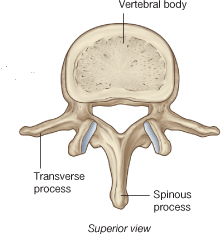 Vertebral body
Transverse
process
Spinous
process
Superior view